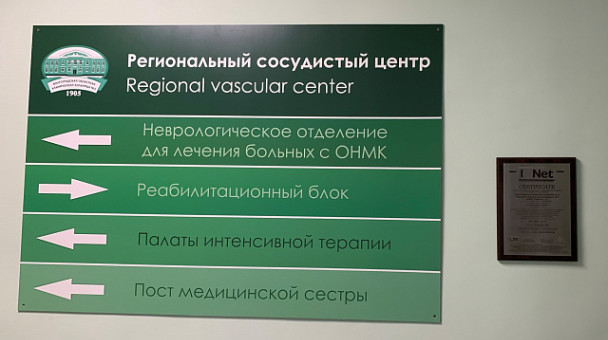 Региональный сосудистый центр
Regional vascular center
1905
Неврологическое отделение
для лечения больных с ОНМК
Реабилитационный блок
Палаты интенсивной терапии
Пост медицинской сестры
Net
CERTIFICATE